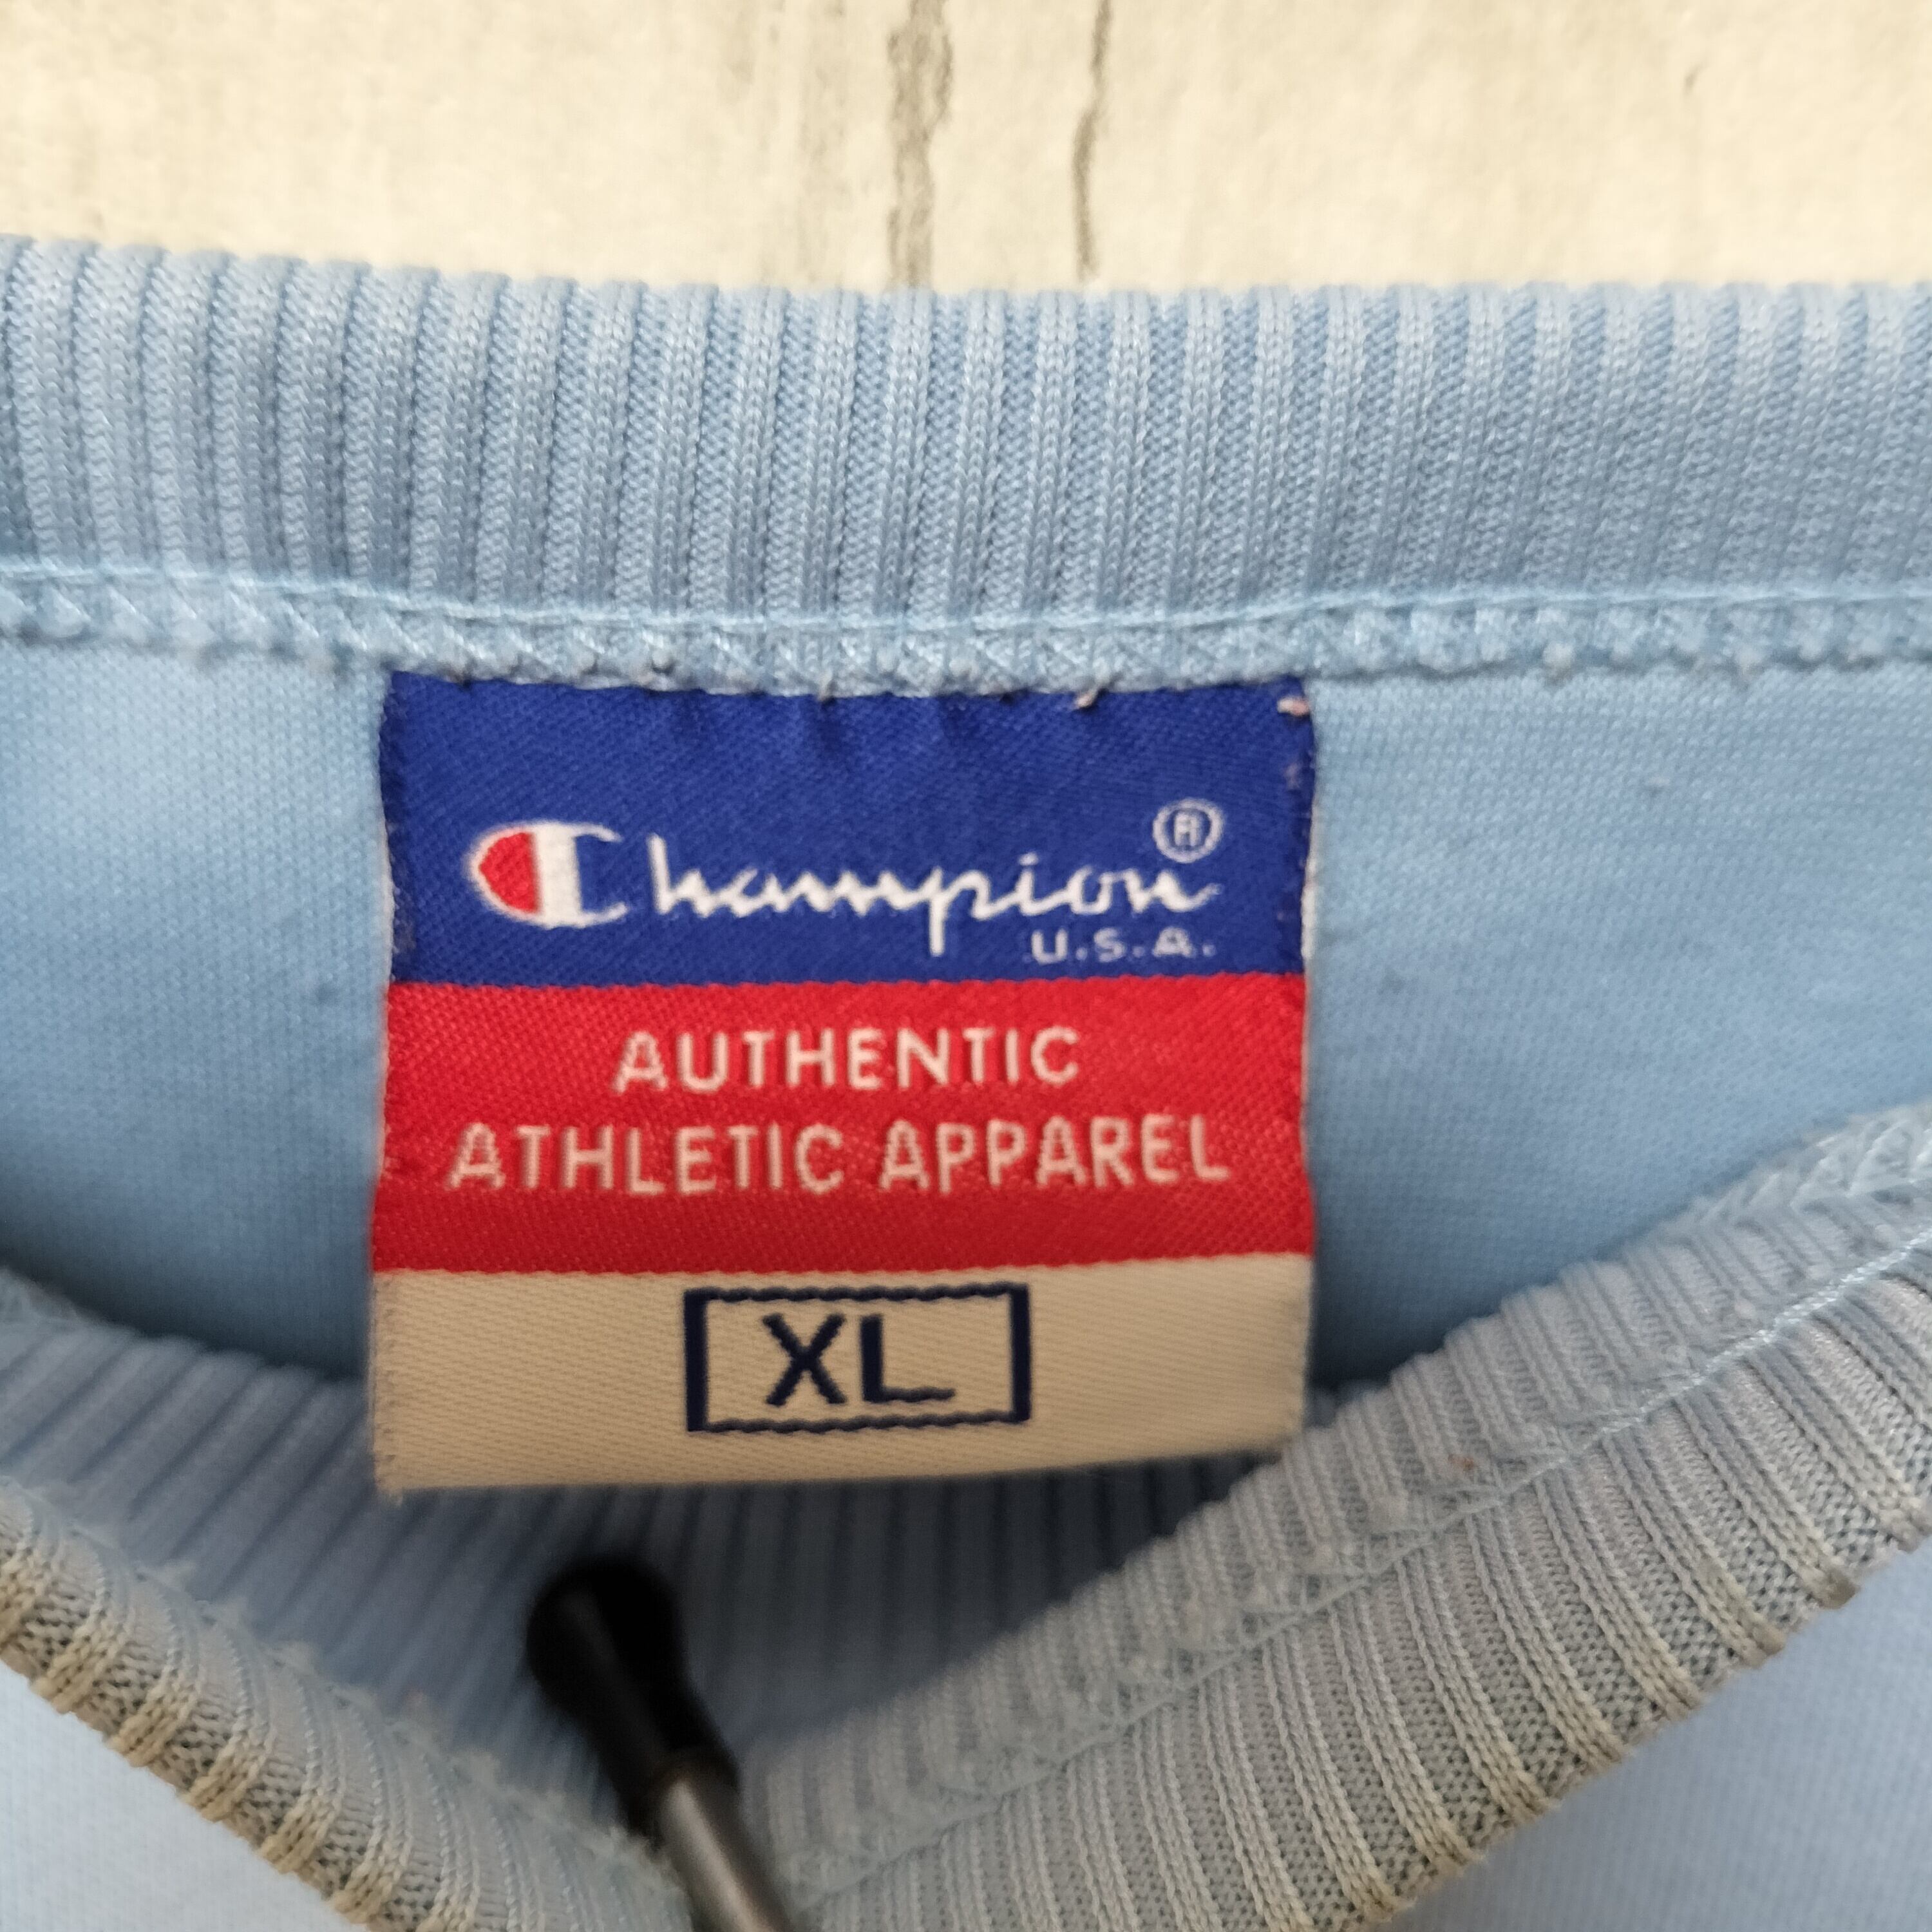 Champion®
U.S.A.
AUTHENTIC
ATHLETIC APPAREL
XL